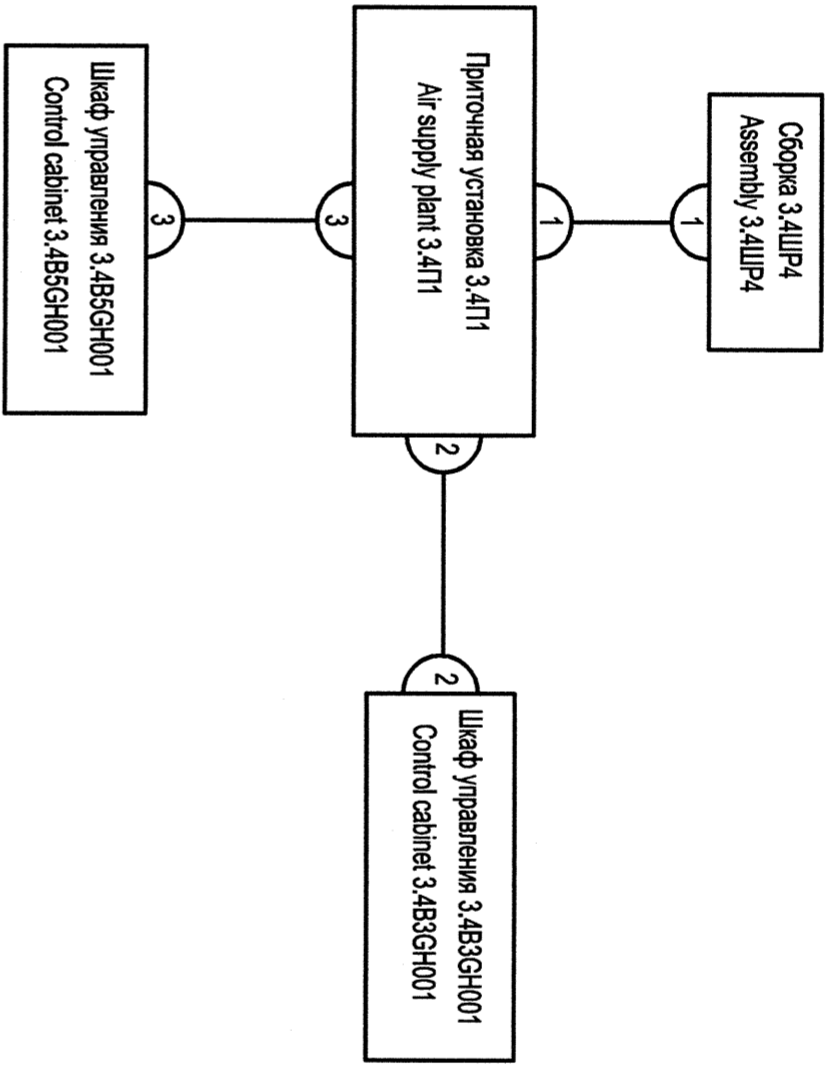 Сборка 3.4ШР4
Assembly 3.4ШР4
1
1
Приточная установка 3.4П1
Air supply plant 3.4П1
2
2
Шкаф управления 3.4B3GH001
Control cabinet 3.4B3GH001
3
3
Шкаф управления 3.4B5GH001
Control cabinet 3.4B5GH001